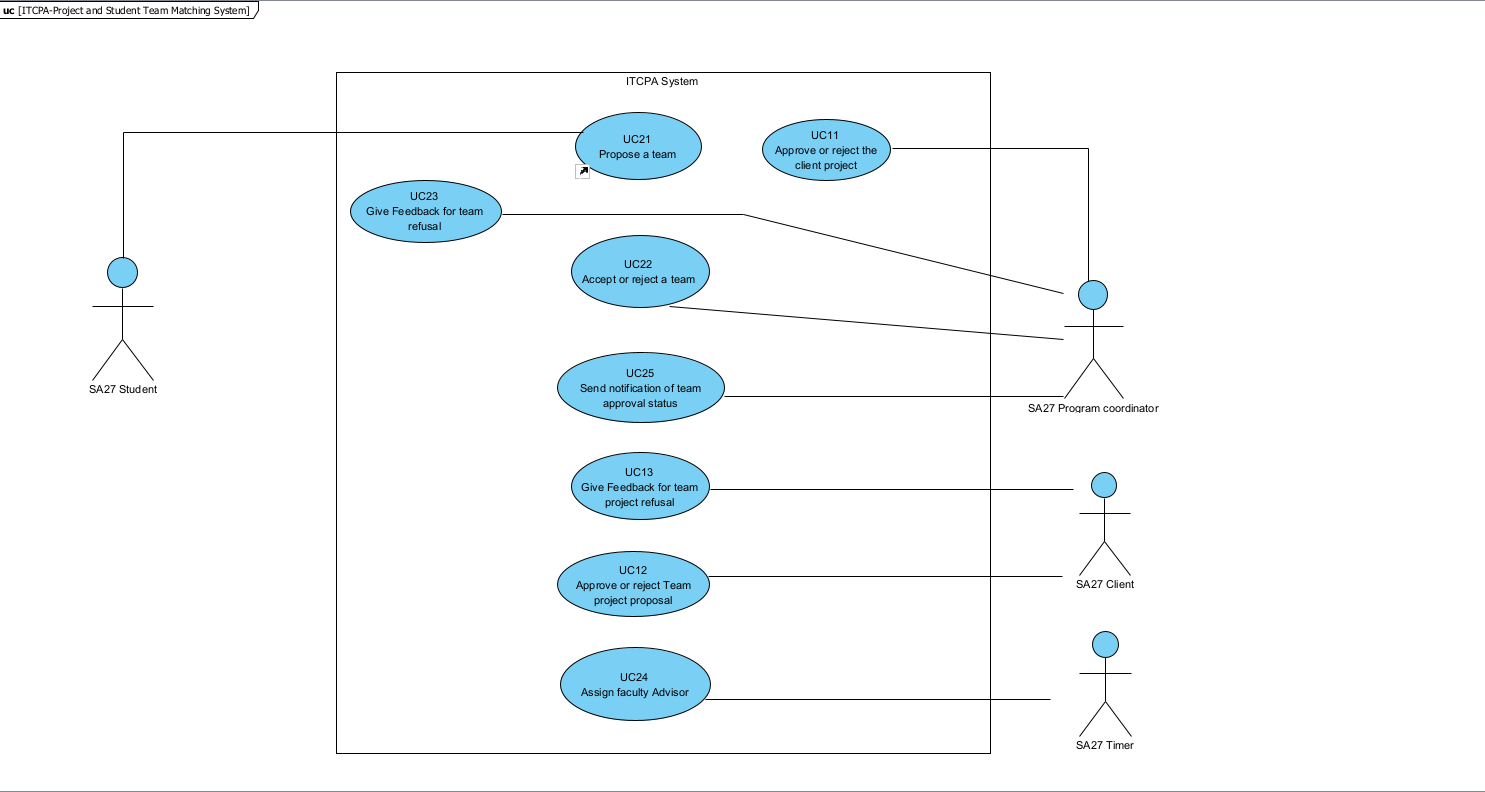 uc [ITCPA-Project and Student Team Matching System]
ITCPA System
UC21
Propose a team
UC11
Approve or reject the
client project
UC23
Give Feedback for team
refusal
UC22
Accept or reject a team
UC25
Send notification of team
approval status
SA27 Student
SA27 Program coordinator
UC13
Give Feedback for team
project refusal
UC12
Approve or reject Team
project proposal
SA27 Client
UC24
Assign faculty Advisor
SA27 Timer